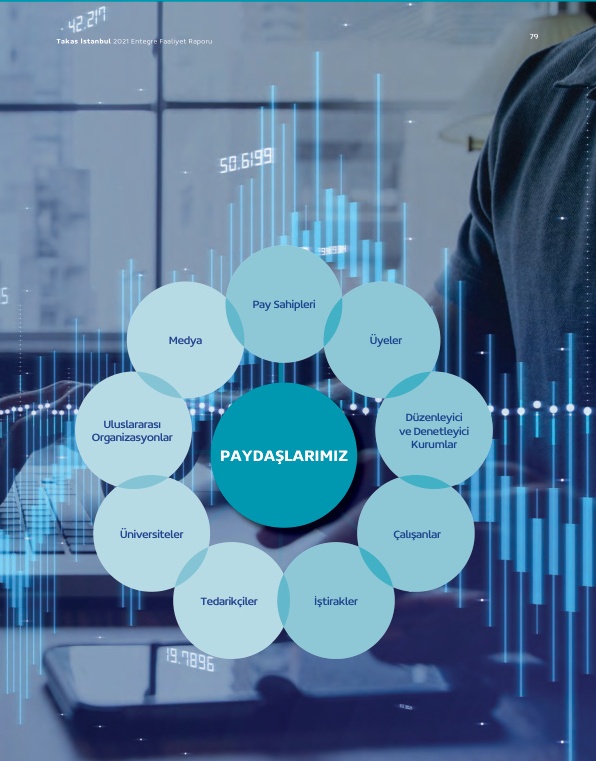 42.217
Takas İstanbul 2021 Entegre Faaliyet Raporu
79
50.6199
Pay Sahipleri
Medya
Üyeler
Uluslararası
Organizasyonlar
Düzenleyici
ve Denetleyici
Kurumlar
PAYDAŞLARIMIZ
Üniversiteler
Çalışanlar
Tedarikçiler
İştirakler
19.7896